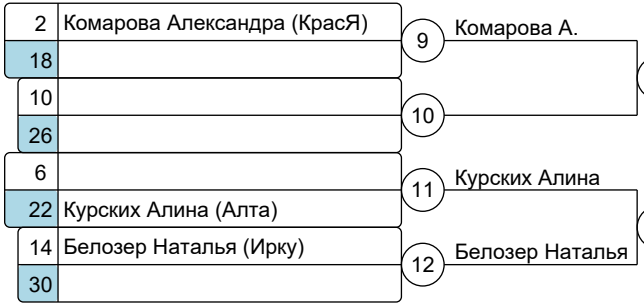 2 Комарова Александра (КрасЯ)
9 Комарова А.
18
10
10
26
6
11 Курских Алина
22 Курских Алина (Алта)
14 Белозер Наталья (Ирку)
12 Белозер Наталья
30